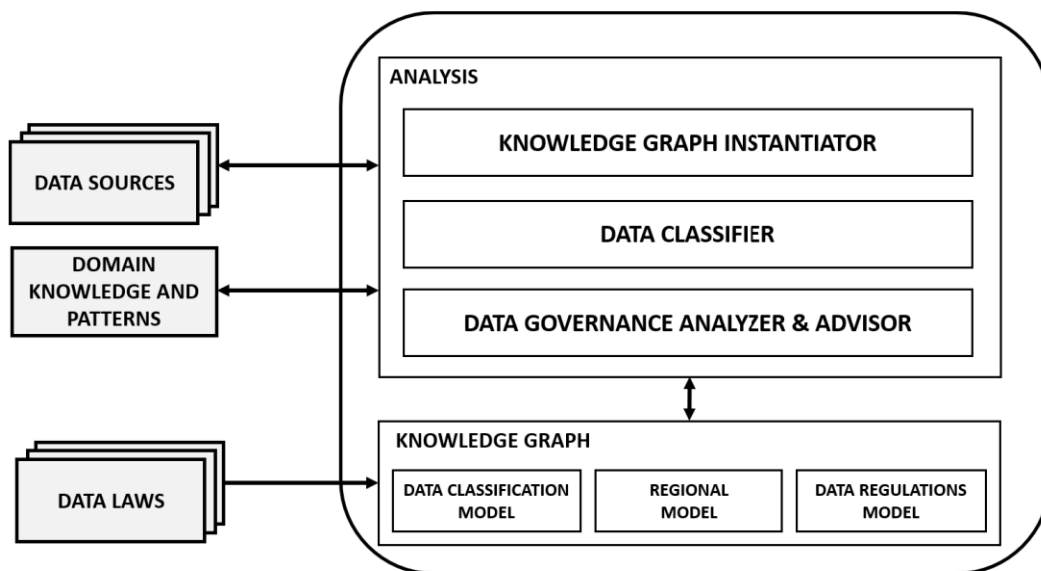 ANALYSIS
KNOWLEDGE GRAPH INSTANTIATOR
DATA SOURCES
DATA CLASSIFIER
DOMAIN
KNOWLEDGE AND
PATTERNS
DATA GOVERNANCE ANALYZER & ADVISOR
KNOWLEDGE GRAPH
DATA LAWS
DATA CLASSIFICATION
MODEL
REGIONAL
MODEL
DATA REGULATIONS
MODEL